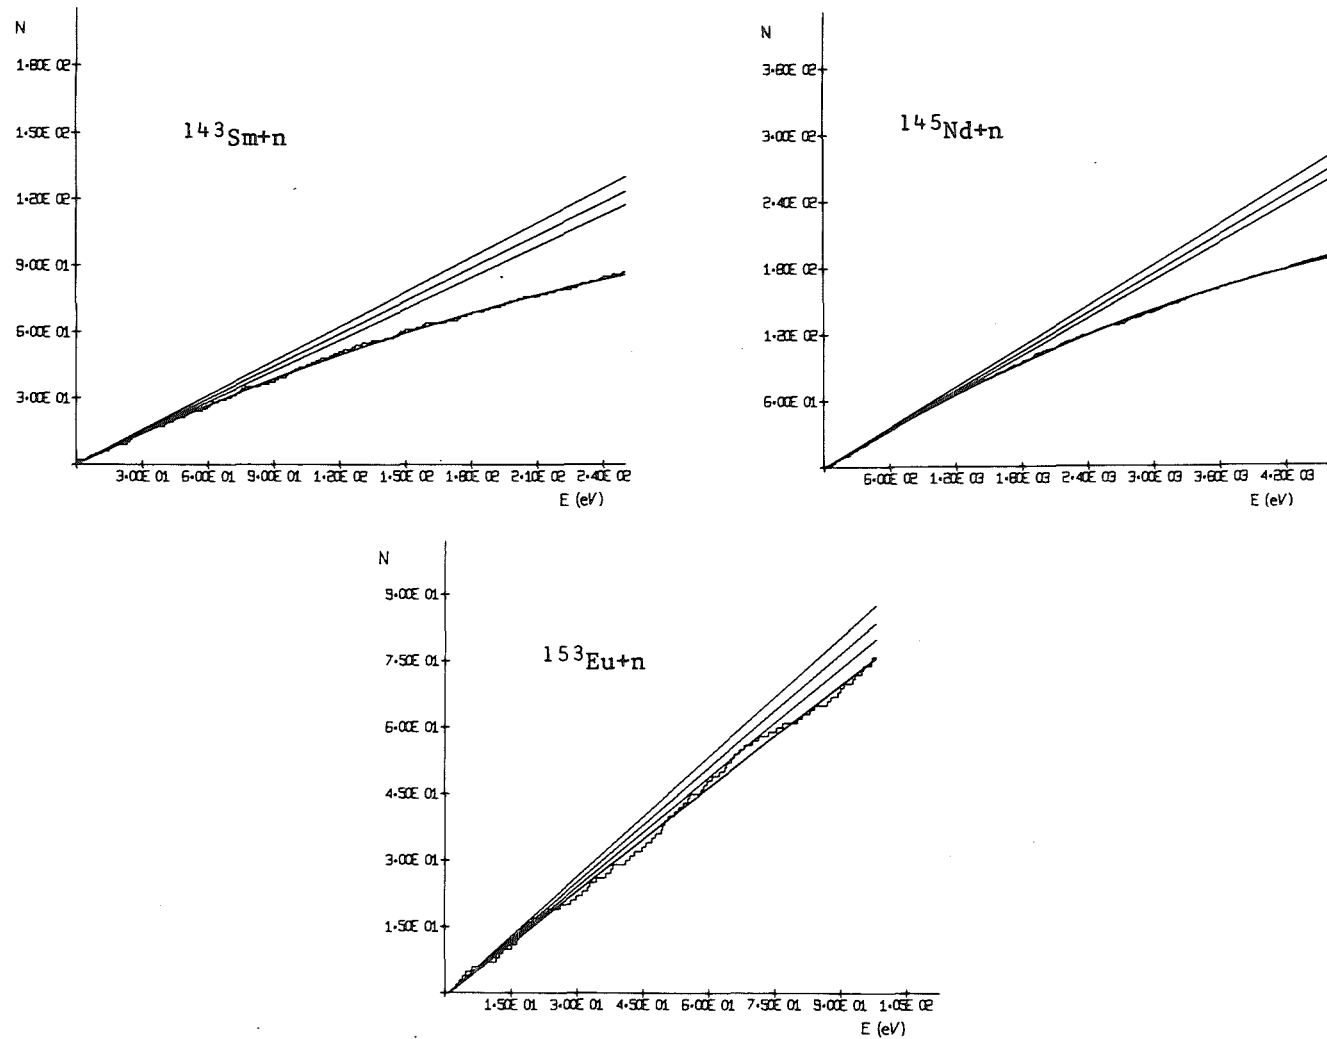 N
1.80E 02
1.50E 02
1.20E 02
9.00E 01
6.00E 01
3.00E 01
143Sm+n
3.00E 01 6.00E 01 9.00E 01 1.20E 02 1.50E 02 1.80E 02 2.10E 02 2.40E 02
E (eV)
N
3.60E 02
3.00E 02
2.40E 02
1.80E 02
1.20E 02
6.00E 01
145Nd+n
6.00E 02 1.20E 03 1.80E 03 2.40E 03 3.00E 03 3.60E 03 4.20E 03
E (eV)
N
9.00E 01
7.50E 01
6.00E 01
4.50E 01
3.00E 01
1.50E 01
153Eu+n
1.50E 01 3.00E 01 4.50E 01 6.00E 01 7.50E 01 9.00E 01 1.05E 02
E (eV)